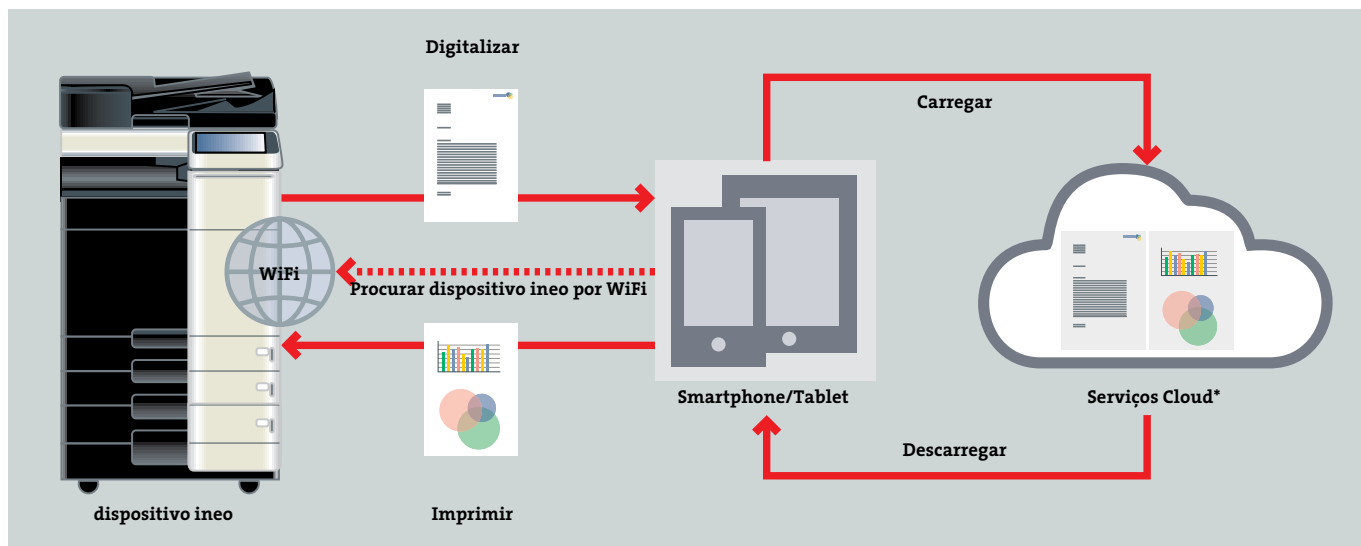 Digitalizar
Carregar
WiFi
Procurar dispositivo ineo por WiFi
Smartphone/Tablet
Serviços Cloud*
Descarregar
dispositivo ineo
Imprimir